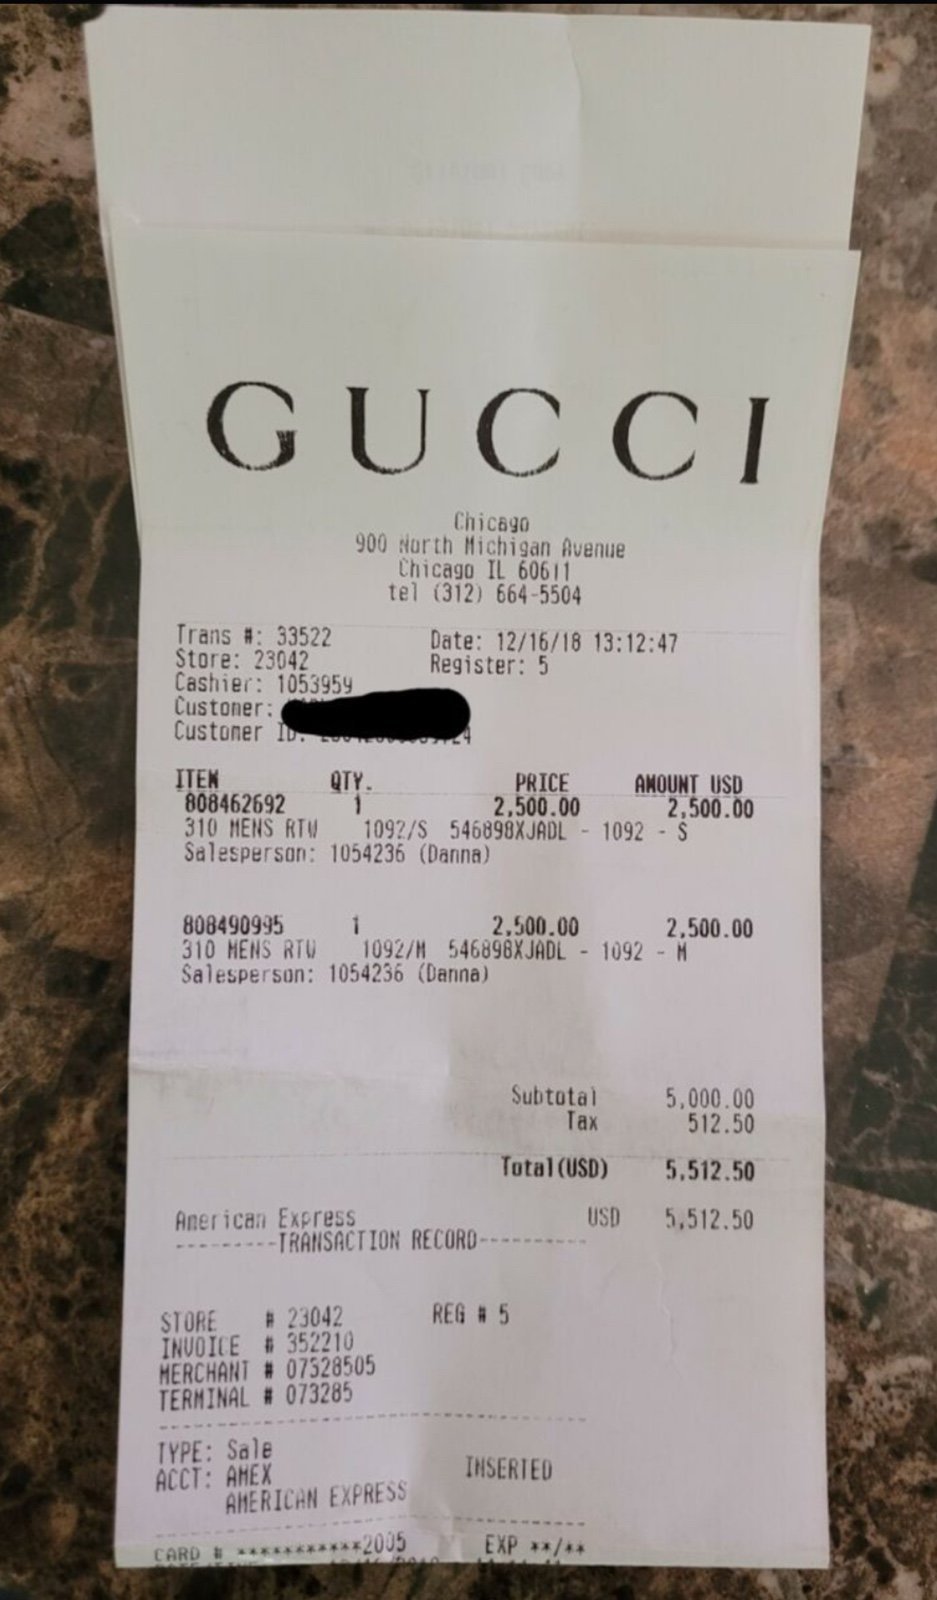 GUCCI
Chicago
900 North Michigan Avenue
Chicago IL 60611
tel (312) 664-5504
Trans #: 33522 Date: 12/16/18 13:12:47
Store: 23042 Register: 5
Cashier: 1053959
Customer:
Customer ID:
ITEM QTY. PRICE AMOUNT USD
808462692 1 2,500.00 2,500.00
310 MENS RTW 1092/S 546898XJADL - 1092 - S
Salesperson: 1054236 (Danna)
808490995 1 2,500.00 2,500.00
310 MENS RTW 1092/M 546898XJADL - 1092 - M
Salesperson: 1054236 (Danna)
Subtotal 5,000.00
Tax 512.50
Total(USD) 5,512.50
American Express USD 5,512.50
---------TRANSACTION RECORD----------
STORE # 23042 REG # 5
INVOICE # 352210
MERCHANT # 07328505
TERMINAL # 073285
TYPE: Sale
ACCT: AMEX INSERTED
AMERICAN EXPRESS
CARD # ***********2005 EXP **/**